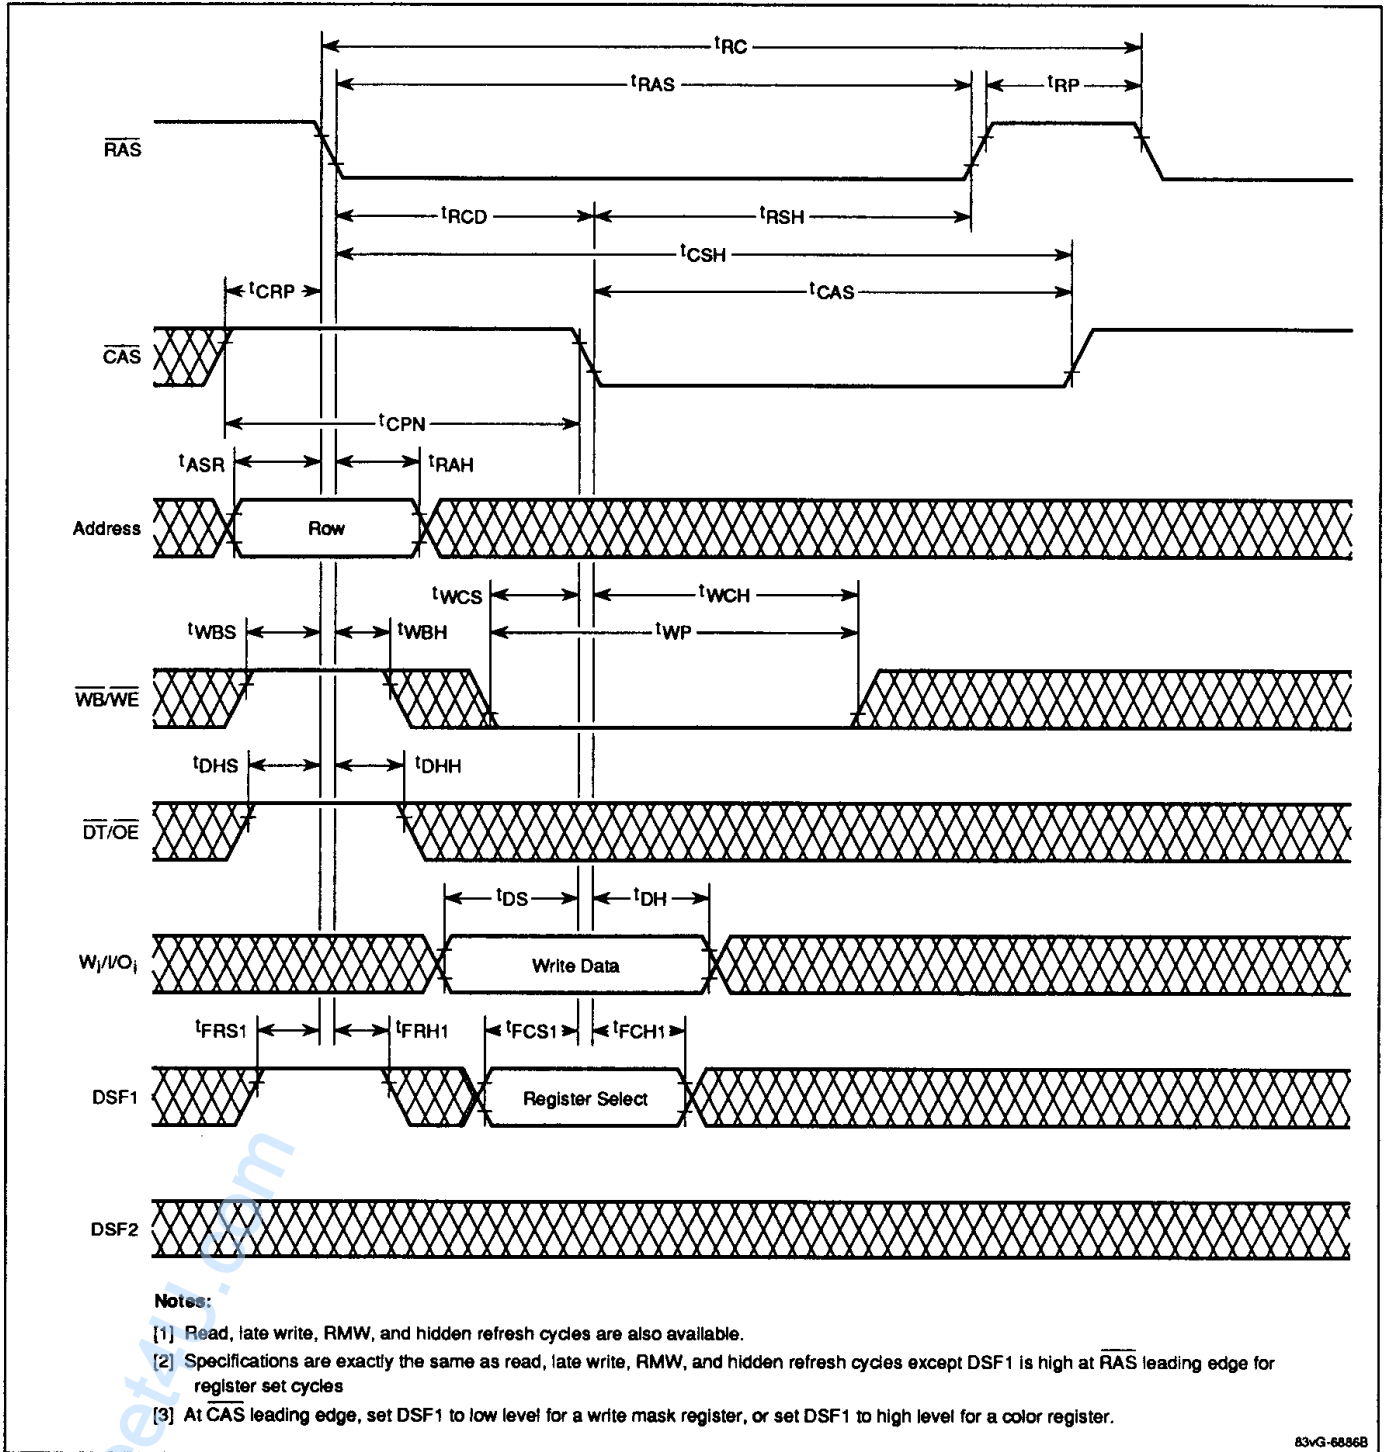 tRC
tRAS
tRP
RAS
tRCD
tRSH
tCSH
tCRP
tCAS
CAS
tCPN
tASR
tRAH
Address
Row
tWCS
tWCH
tWBS
tWBH
tWP
WB/WE
tDHS
tDHH
DT/OE
tDS
tDH
Wi/I/Oi
Write Data
tFRS1
tFRH1
tFCS1
tFCH1
DSF1
Register Select
DSF2
Notes:
[1] Read, late write, RMW, and hidden refresh cycles are also available.
[2] Specifications are exactly the same as read, late write, RMW, and hidden refresh cycles except DSF1 is high at RAS leading edge for
register set cycles
[3] At CAS leading edge, set DSF1 to low level for a write mask register, or set DSF1 to high level for a color register.
83vG-6886B
eet4U.com